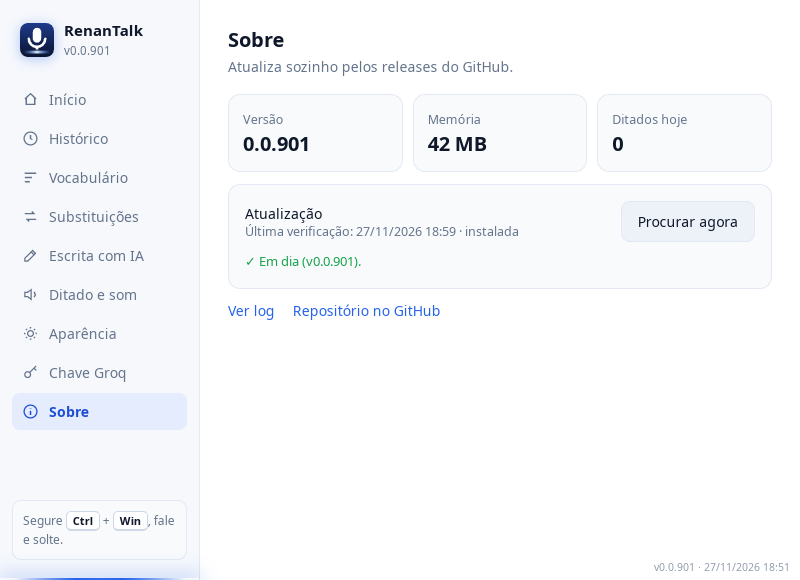 RenanTalk
v0.0.901
Início
Histórico
Vocabulário
Substituições
Escrita com IA
Ditado e som
Aparência
Chave Groq
Sobre
Segure Ctrl + Win, fale
e solte.
Sobre
Atualiza sozinho pelos releases do GitHub.
Versão
0.0.901
Memória
42 MB
Ditados hoje
0
Atualização
Última verificação: 27/11/2026 18:59 · instalada
Procurar agora
✓ Em dia (v0.0.901).
Ver log Repositório no GitHub
v0.0.901 · 27/11/2026 18:51